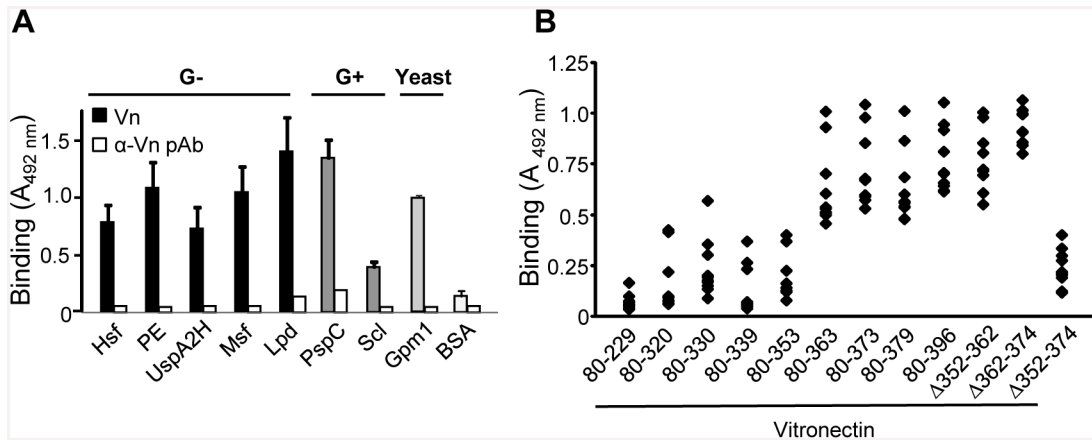 A
G-
G+
Yeast
Vn
α-Vn pAb
Binding (A492 nm)
1.5
1.0
0.5
0
Hsf
PE
UspA2H
Msf
Lpd
PspC
Scl
Gpm1
BSA
B
Binding (A 492 nm)
1.25
1.0
0.75
0.5
0.25
0
80-229
80-320
80-330
80-339
80-353
80-363
80-373
80-379
80-396
Δ352-362
Δ362-374
Δ352-374
Vitronectin